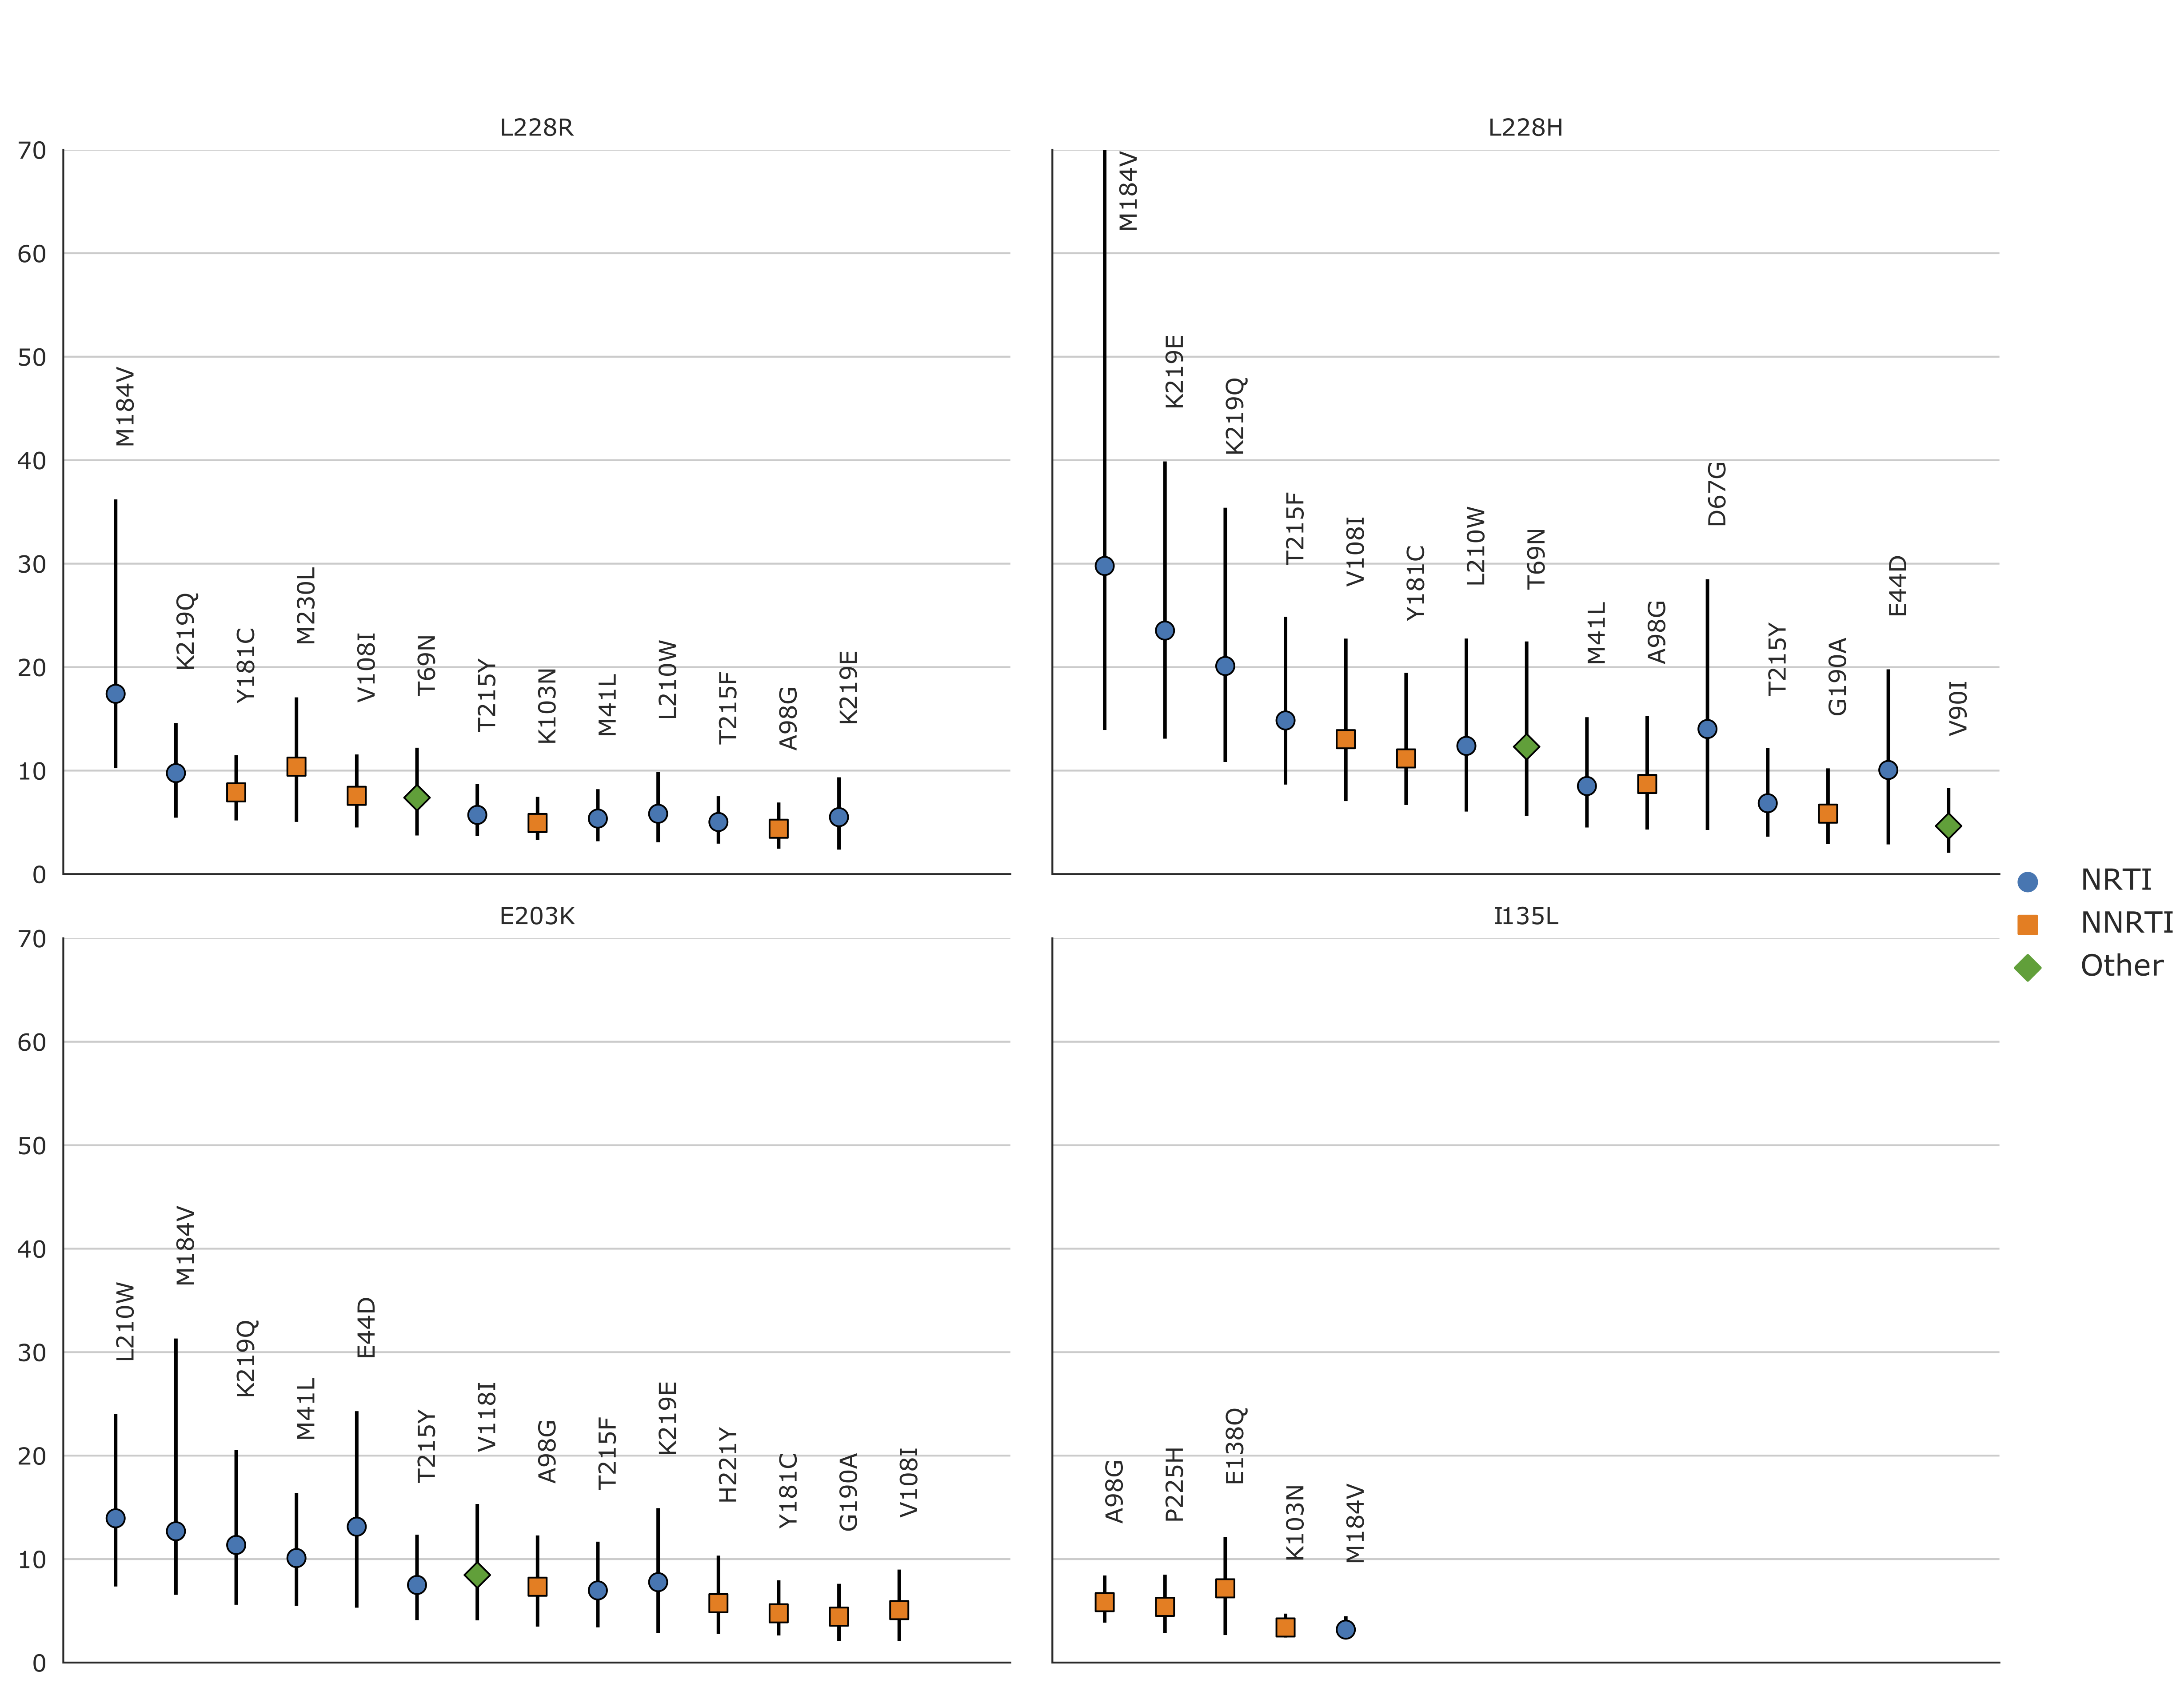 L228R
70
60
50
40
30
20
10
0
M184V
K219Q
Y181C
M230L
V108I
T69N
T215Y
K103N
M41L
L210W
T215F
A98G
K219E
L228H
M184V
K219E
K219Q
T215F
V108I
Y181C
L210W
T69N
M41L
A98G
D67G
T215Y
G190A
E44D
V90I
NRTI
NNRTI
Other
E203K
70
60
50
40
30
20
10
0
L210W
M184V
K219Q
M41L
E44D
T215Y
V118I
A98G
T215F
K219E
H221Y
Y181C
G190A
V108I
I135L
A98G
P225H
E138Q
K103N
M184V